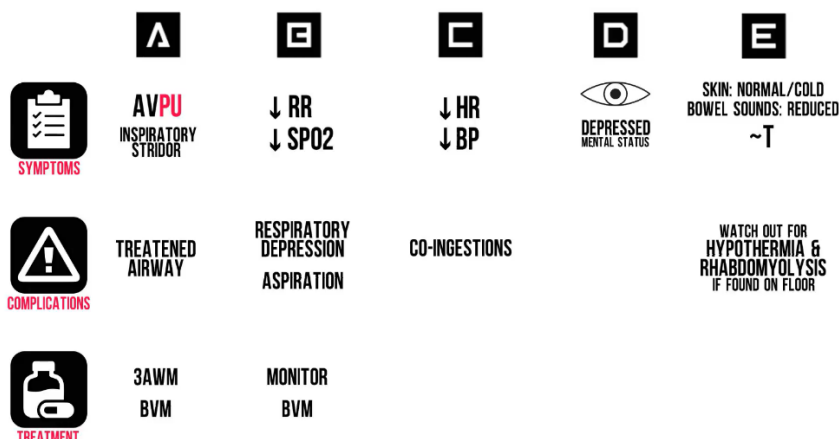 A B C D E
AVPU
INSPIRATORY
STRIDOR
↓ RR
↓ SPO2
↓ HR
↓ BP
DEPRESSED
MENTAL STATUS
SKIN: NORMAL/COLD
BOWEL SOUNDS: REDUCED
~T
SYMPTOMS
TREATENED
AIRWAY
RESPIRATORY
DEPRESSION
ASPIRATION
CO-INGESTIONS
WATCH OUT FOR
HYPOTHERMIA &
RHABDOMYOLYSIS
IF FOUND ON FLOOR
COMPLICATIONS
3AWM
BVM
MONITOR
BVM
TREATMENT